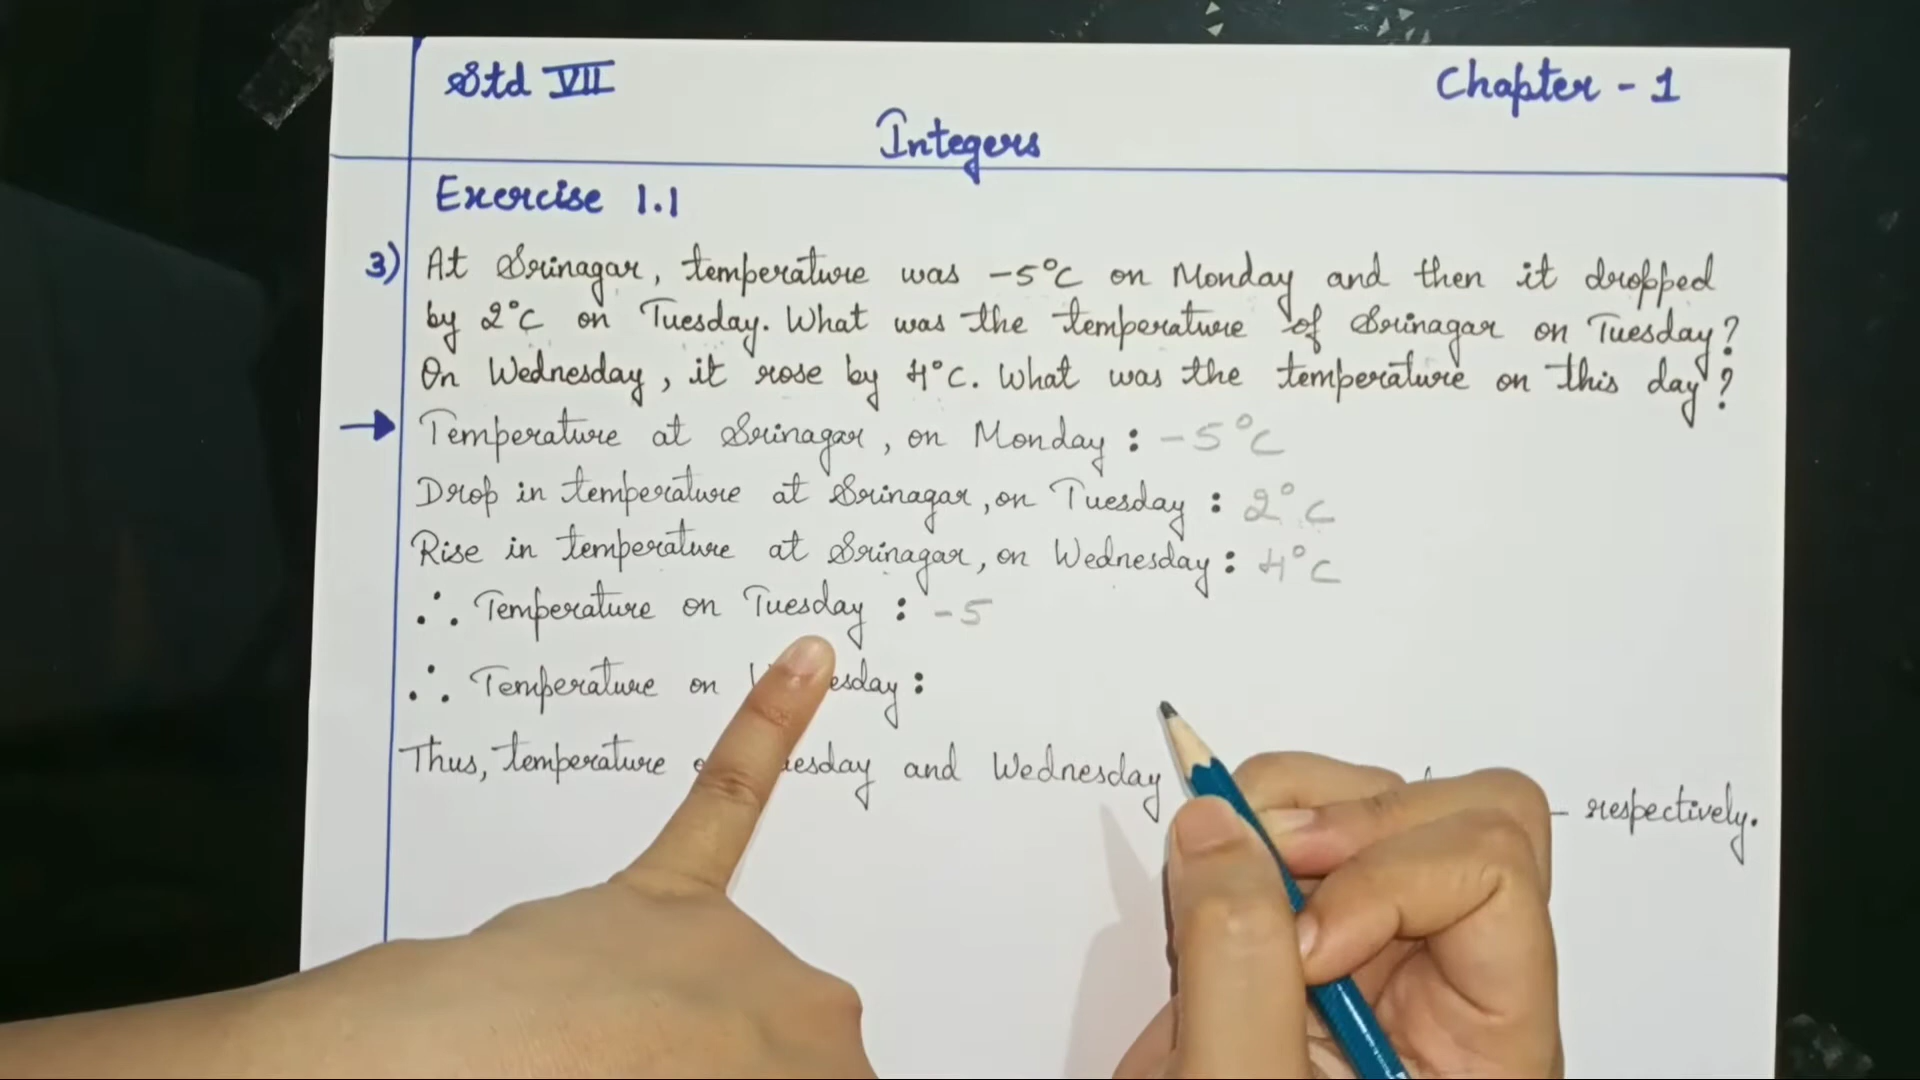 Std VII
Chapter - 1
Integers
Exercise 1.1
3) At Srinagar, temperature was -5°C on Monday and then it dropped
by 2°C on Tuesday. What was the temperature of Srinagar on Tuesday?
On Wednesday, it rose by 4°C. What was the temperature on this day?
→ Temperature at Srinagar, on Monday : -5°C
Drop in temperature at Srinagar, on Tuesday : 2°C
Rise in temperature at Srinagar, on Wednesday : 4°C
∴ Temperature on Tuesday : -5
∴ Temperature on esday :
Thus, temperature uesday and Wednesday
respectively.